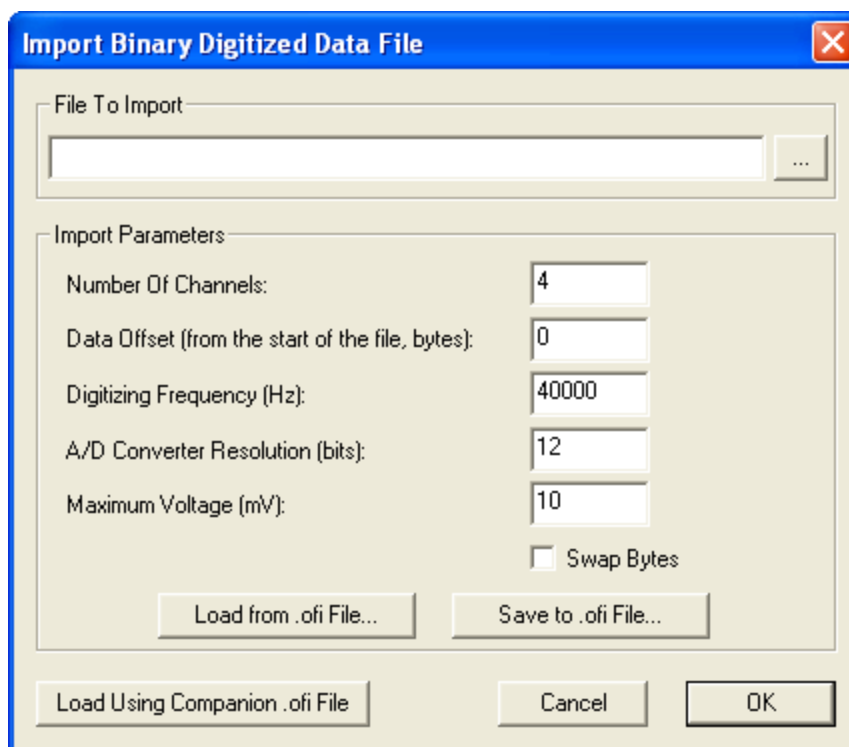 Import Binary Digitized Data File
File To Import
...
Import Parameters
Number Of Channels: 4
Data Offset (from the start of the file, bytes): 0
Digitizing Frequency (Hz): 40000
A/D Converter Resolution (bits): 12
Maximum Voltage (mV): 10
Swap Bytes
Load from .ofi File... Save to .ofi File...
Load Using Companion .ofi File Cancel OK